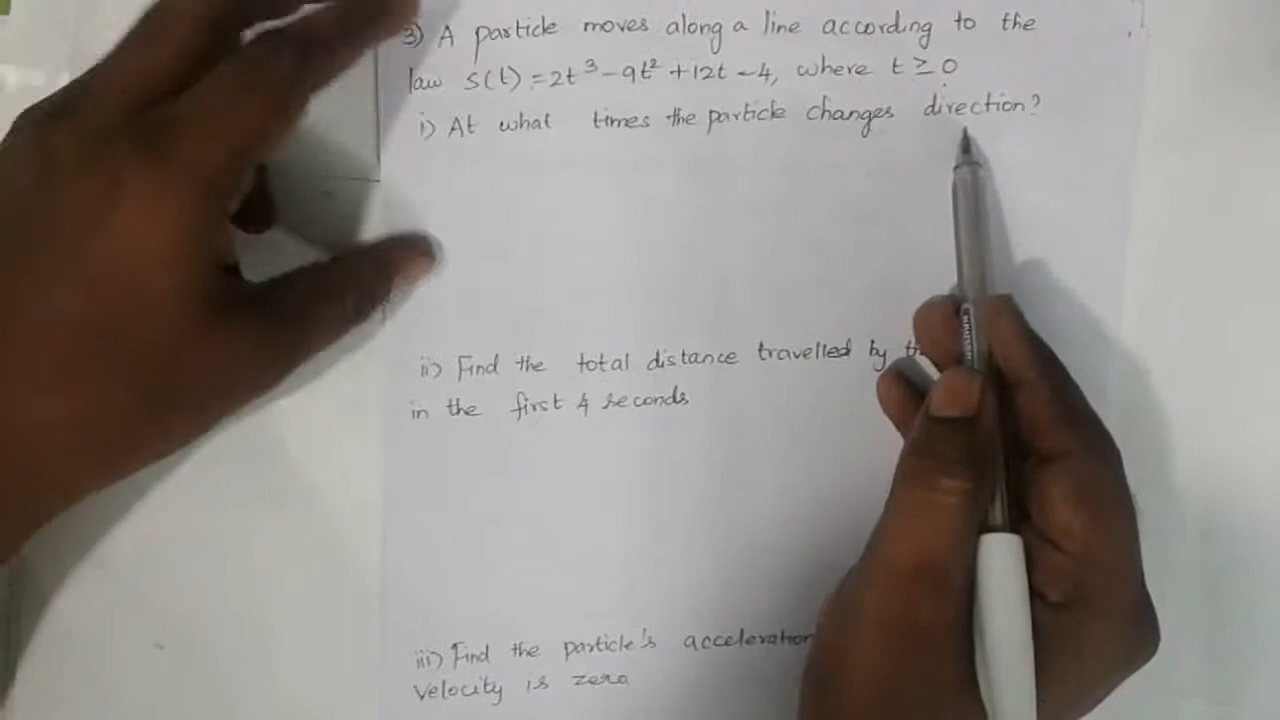 3) A particle moves along a line according to the
law s(t) = 2t³ - 9t² + 12t - 4, where t ≥ 0
i) At what times the particle changes direction?
ii) Find the total distance travelled by
in the first 4 seconds
iii) Find the particle's acceleration
Velocity is zero